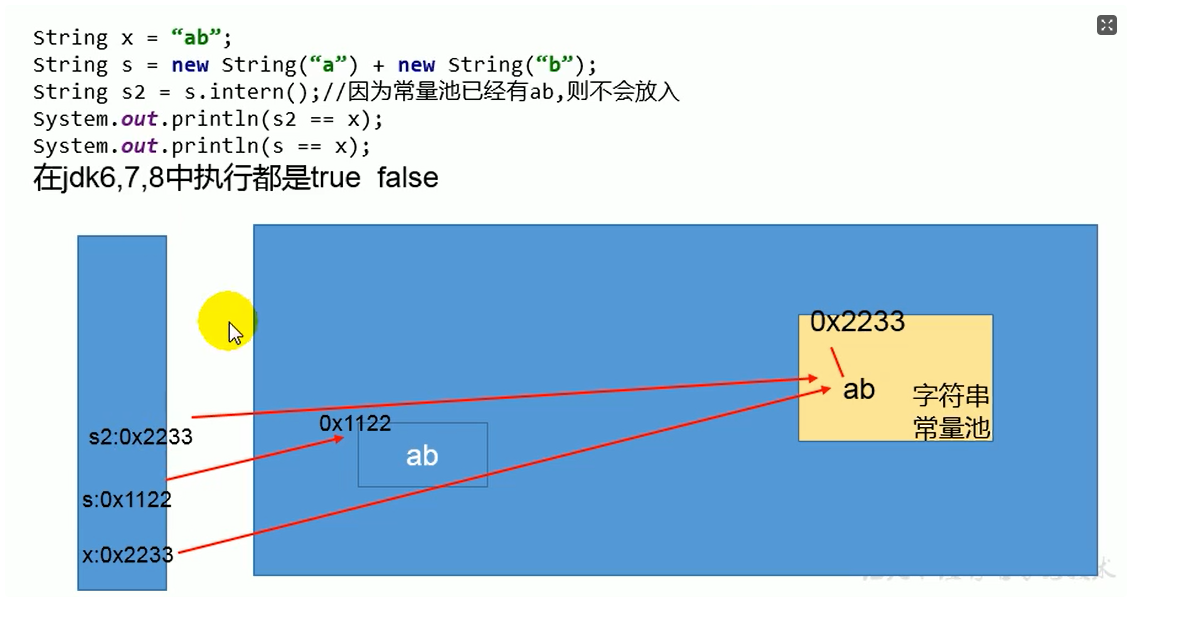 String x = “ab”;
String s = new String(“a”) + new String(“b”);
String s2 = s.intern();//因为常量池已经有ab,则不会放入
System.out.println(s2 == x);
System.out.println(s == x);
在jdk6,7,8中执行都是true  false
0x2233
ab
字符串
常量池
0x1122
ab
s2:0x2233
s:0x1122
x:0x2233